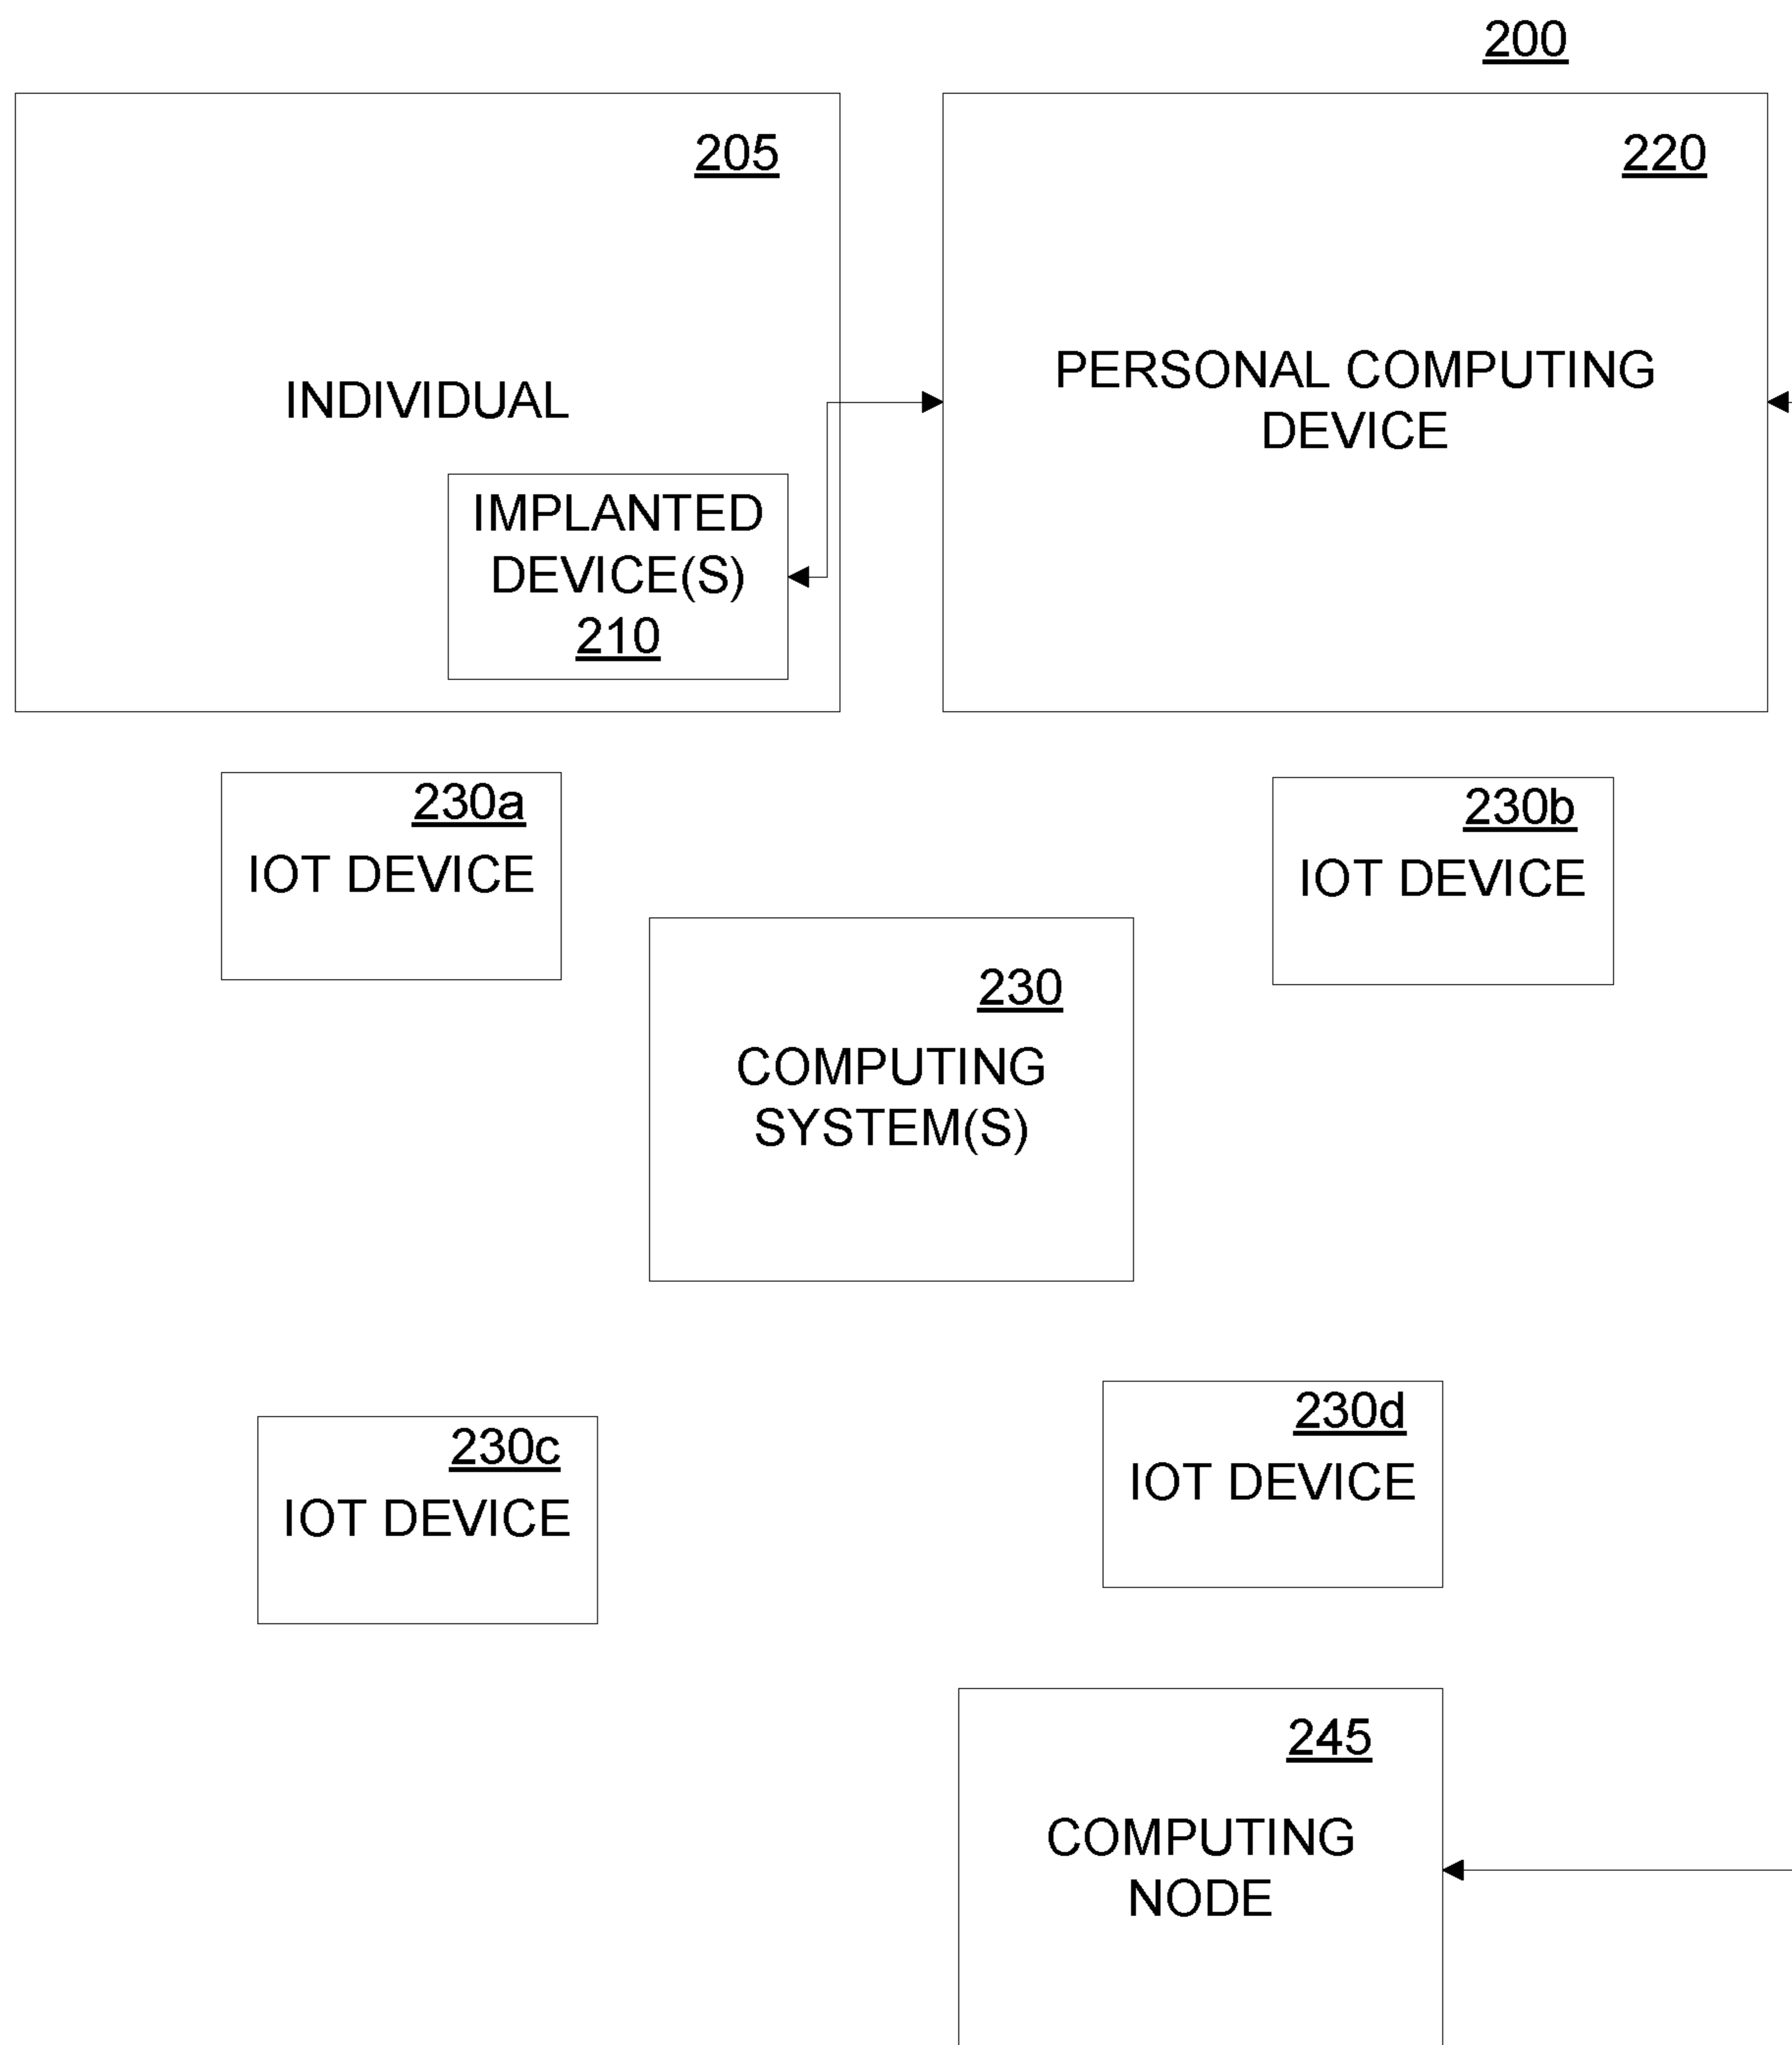 200
205
INDIVIDUAL
IMPLANTED
DEVICE(S)
210
220
PERSONAL COMPUTING
DEVICE
230a
IOT DEVICE
230b
IOT DEVICE
230
COMPUTING
SYSTEM(S)
230c
IOT DEVICE
230d
IOT DEVICE
245
COMPUTING
NODE